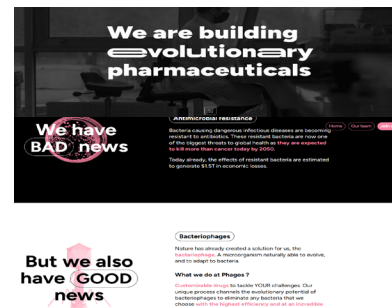 We are building
evolutionary
pharmaceuticals
Antimicrobial resistance
We have
BAD news
Bacteria causing dangerous infectious diseases are becoming
resistant to antibiotics. These resistant bacteria are now one
of the biggest threats to global health as they are expected
to kill more than cancer today by 2050.
Today already, the effects of resistant bacteria are estimated
to generate $1.5T in economic losses.
Home
Our team
But we also
have GOOD
news
Bacteriophages
Nature has already created a solution for us, the
bacteriophage. A microorganism naturally able to evolve,
and to adapt to bacteria.
What we do at Phagos ?
Customizable drugs to tackle YOUR challenges. Our
unique process channels the evolutionary potential of
bacteriophages to eliminate any bacteria that we
choose with the highest efficiency and at an incredible